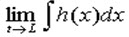 lim ∫h(x)dx
t→L